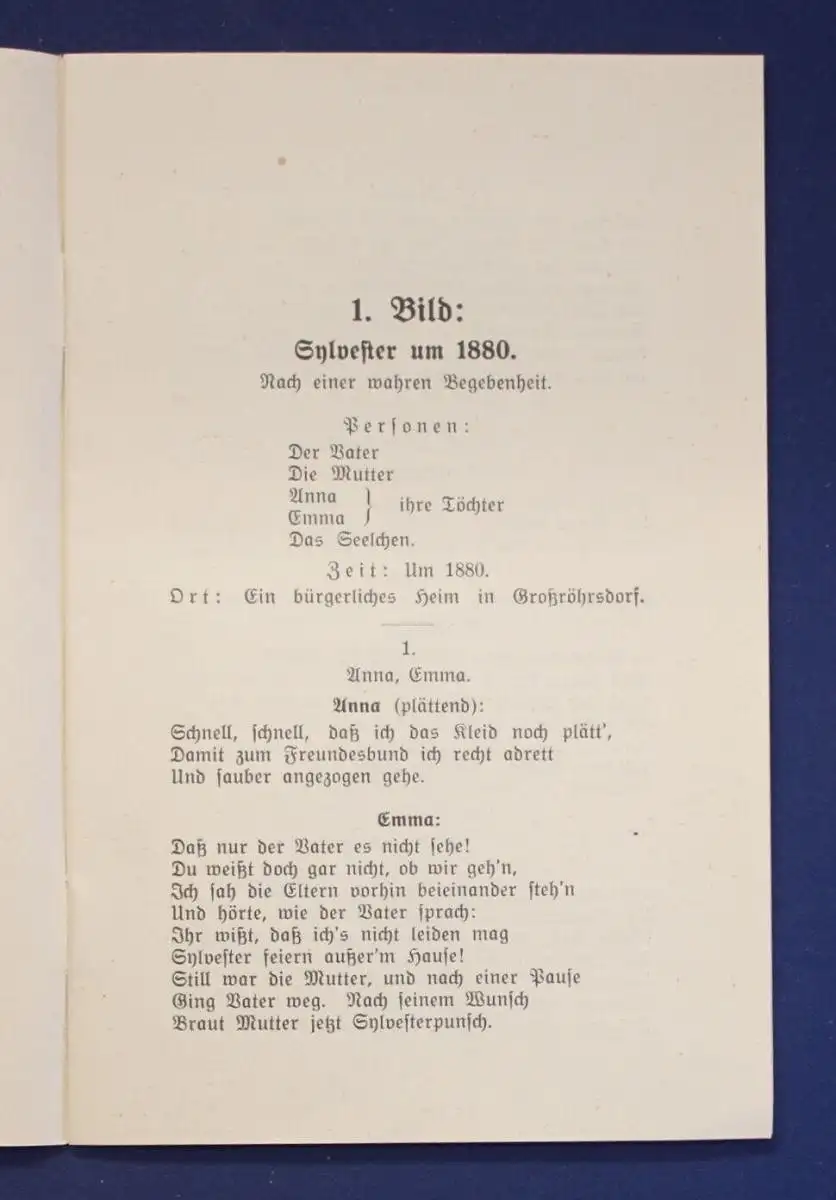 1. Bild:
Sylvester um 1880.
Nach einer wahren Begebenheit.
Personen:
Der Vater
Die Mutter
Anna
Emma } ihre Töchter
Das Seelchen.
Zeit: Um 1880.
Ort: Ein bürgerliches Heim in Großröhrsdorf.
1.
Anna, Emma.
Anna (plättend):
Schnell, schnell, daß ich das Kleid noch plätt',
Damit zum Freundesbund ich recht adrett
Und sauber angezogen gehe.
Emma:
Daß nur der Vater es nicht sehe!
Du weißt doch gar nicht, ob wir geh'n,
Ich sah die Eltern vorhin beieinander steh'n
Und hörte, wie der Vater sprach:
Ihr wißt, daß ich's nicht leiden mag
Sylvester feiern außer'm Hause!
Still war die Mutter, und nach einer Pause
Ging Vater weg. Nach seinem Wunsch
Braut Mutter jetzt Sylvesterpunsch.